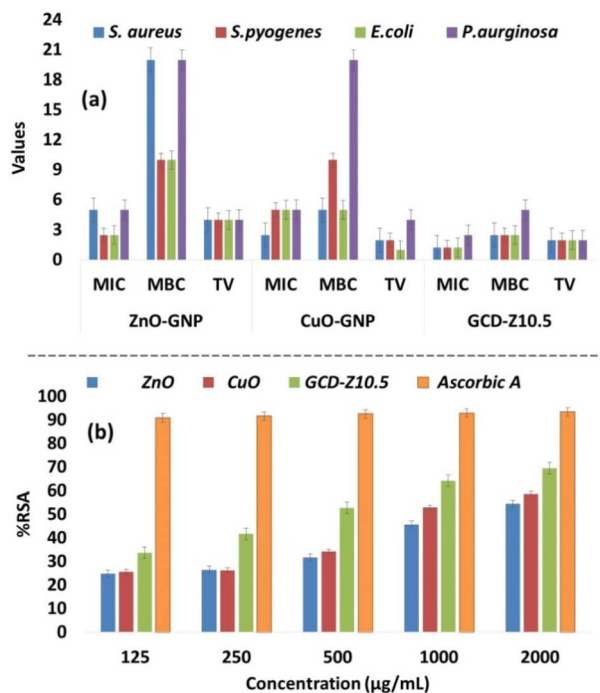 S. aureus S.pyogenes E.coli P.aurginosa
(a)
Values
24
21
18
15
12
9
6
3
0
MIC MBC TV MIC MBC TV MIC MBC TV
ZnO-GNP CuO-GNP GCD-Z10.5
ZnO CuO GCD-Z10.5 Ascorbic A
(b)
%RSA
100
90
80
70
60
50
40
30
20
10
0
125 250 500 1000 2000
Concentration (µg/mL)